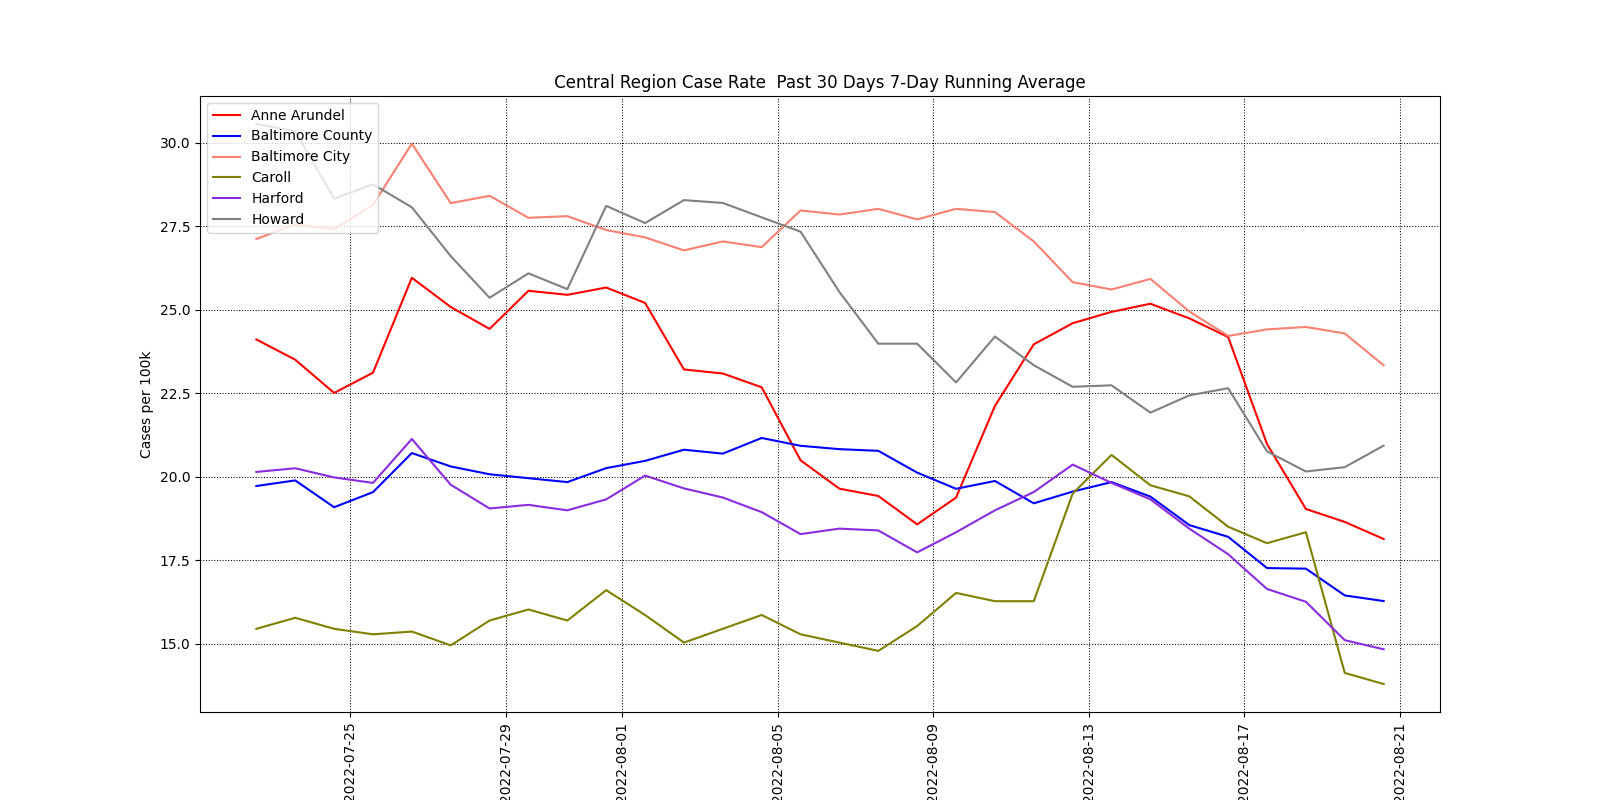 Central Region Case Rate  Past 30 Days 7-Day Running Average
Anne Arundel
Baltimore County
Baltimore City
Caroll
Harford
Howard
Cases per 100k
30.0
27.5
25.0
22.5
20.0
17.5
15.0
2022-07-25
2022-07-29
2022-08-01
2022-08-05
2022-08-09
2022-08-13
2022-08-17
2022-08-21